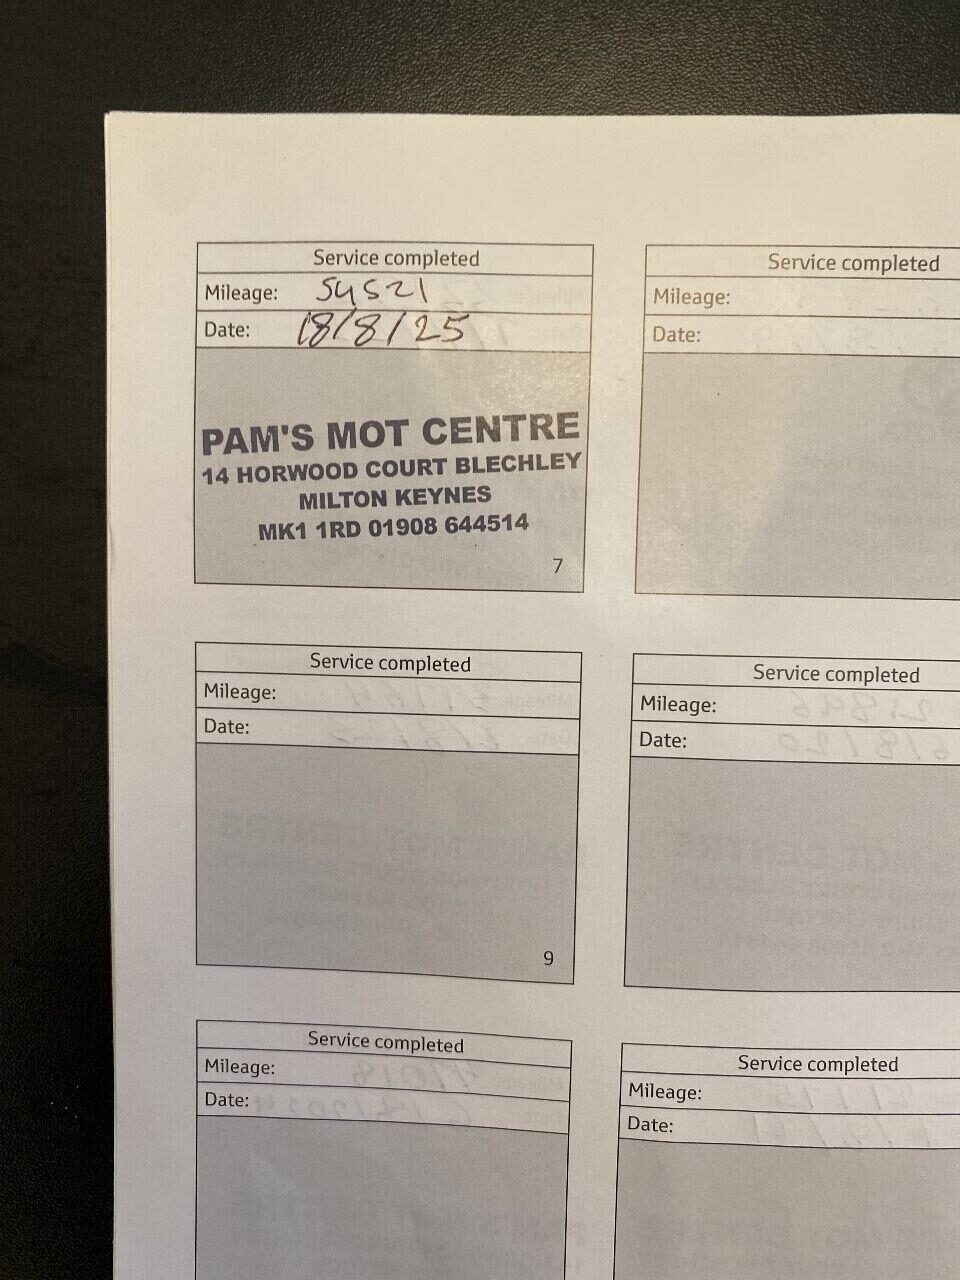 Service completed
Mileage: 54521
Date: 18/8/25
PAM'S MOT CENTRE
14 HORWOOD COURT BLECHLEY
MILTON KEYNES
MK1 1RD 01908 644514
7
Service completed
Mileage:
Date:
Service completed
Mileage:
Date:
9
Service completed
Mileage:
Date:
Service completed
Mileage:
Date:
Service completed
Mileage:
Date: